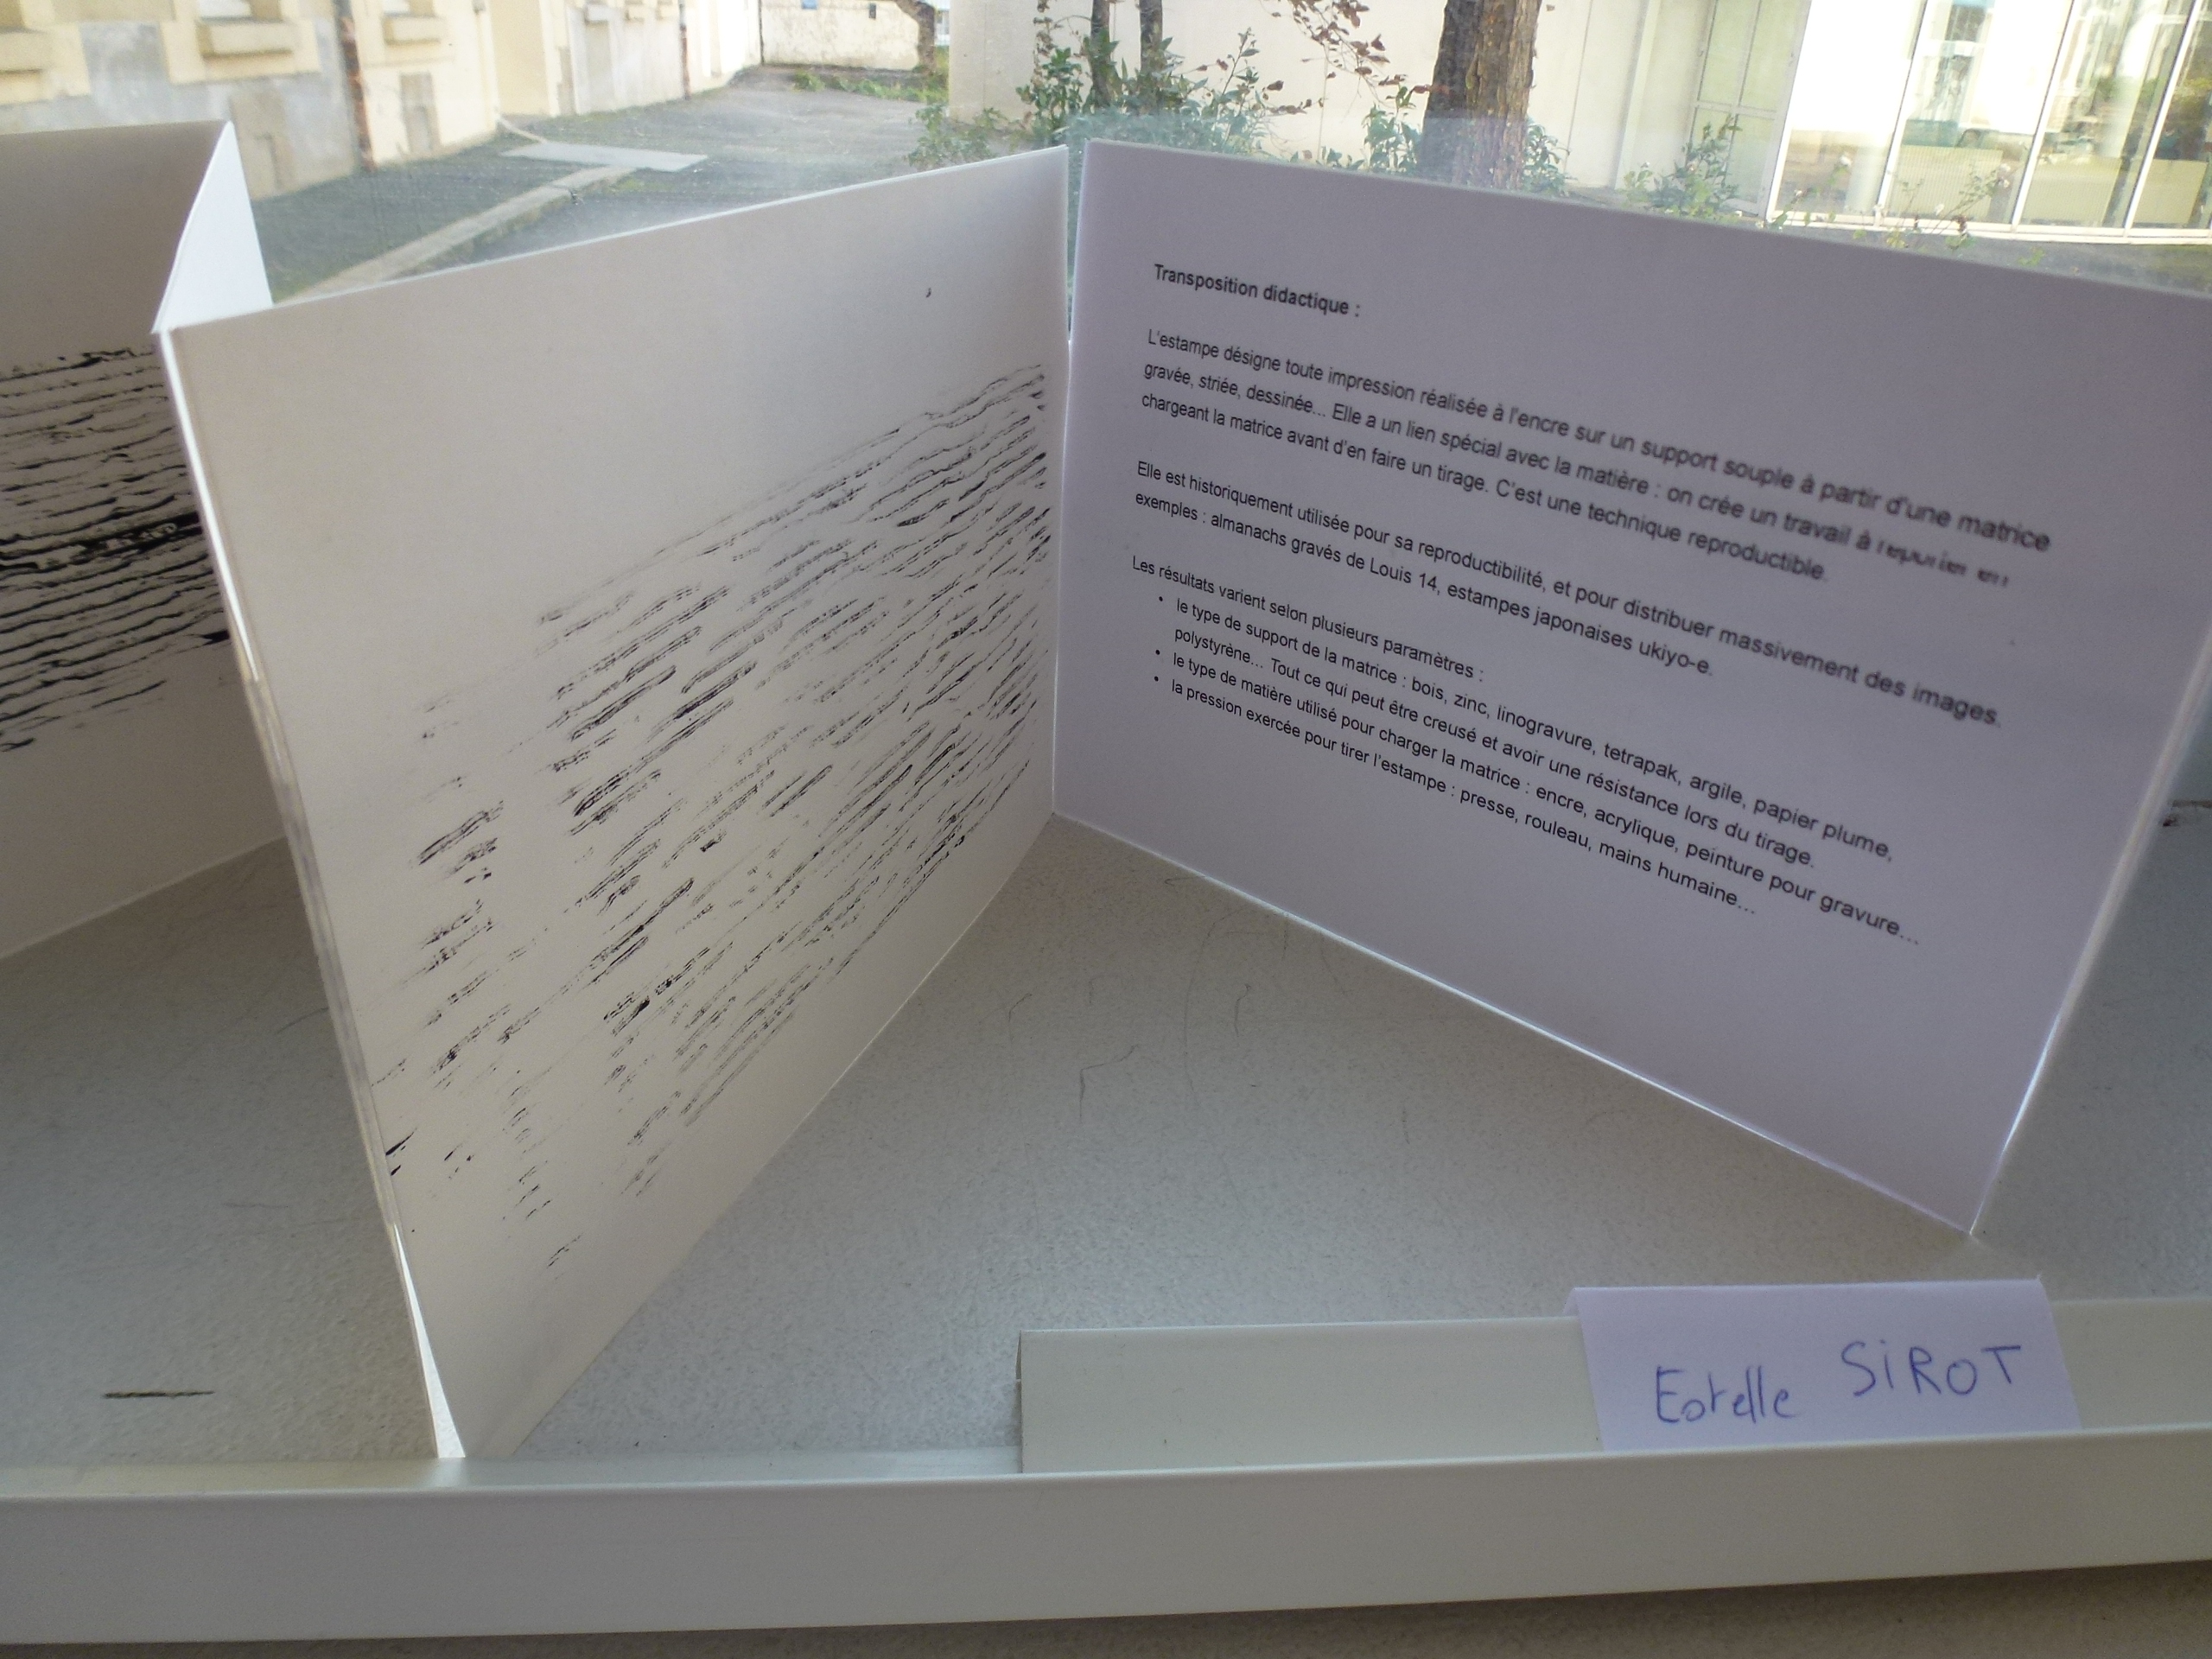 Transposition didactique :
L'estampe désigne toute impression réalisée à l'encre sur un support souple à partir d'une matrice
gravée, striée, dessinée... Elle a un lien spécial avec la matière : on crée un travail à
chargeant la matrice avant d'en faire un tirage. C'est une technique reproductible.
Elle est historiquement utilisée pour sa reproductibilité, et pour distribuer massivement des images.
exemples : almanachs gravés de Louis 14, estampes japonaises ukiyo-e.
Les résultats varient selon plusieurs paramètres :
• le type de support de la matrice : bois, zinc, linogravure, tetrapak, argile, papier plume,
polystyrène... Tout ce qui peut être creusé et avoir une résistance lors du tirage.
• le type de matière utilisé pour charger la matrice : encre, acrylique, peinture pour gravure...
• la pression exercée pour tirer l'estampe : presse, rouleau, mains humaine...
Estelle SIROT